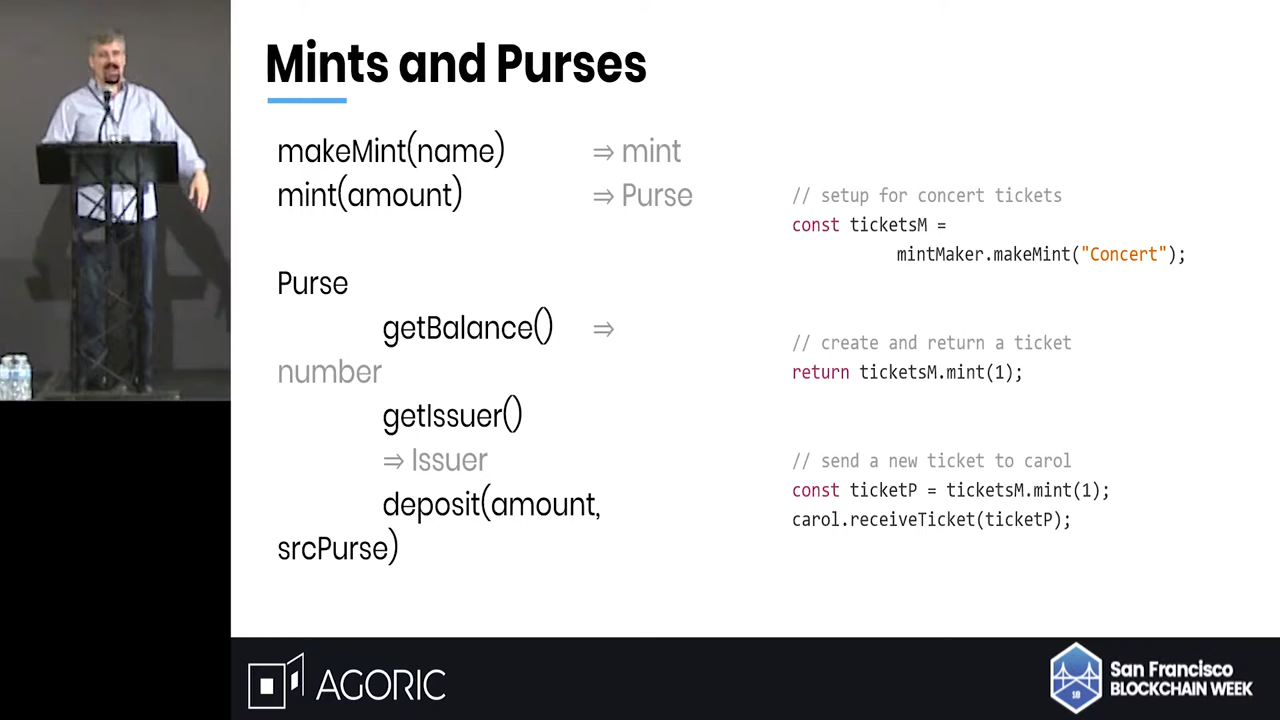 Mints and Purses
makeMint(name) ⇒ mint
mint(amount) ⇒ Purse
Purse
getBalance() ⇒
number
getIssuer()
⇒ Issuer
deposit(amount,
srcPurse)
// setup for concert tickets
const ticketsM =
mintMaker.makeMint("Concert");
// create and return a ticket
return ticketsM.mint(1);
// send a new ticket to carol
const ticketP = ticketsM.mint(1);
carol.receiveTicket(ticketP);
AGORIC
18
San Francisco
BLOCKCHAIN WEEK